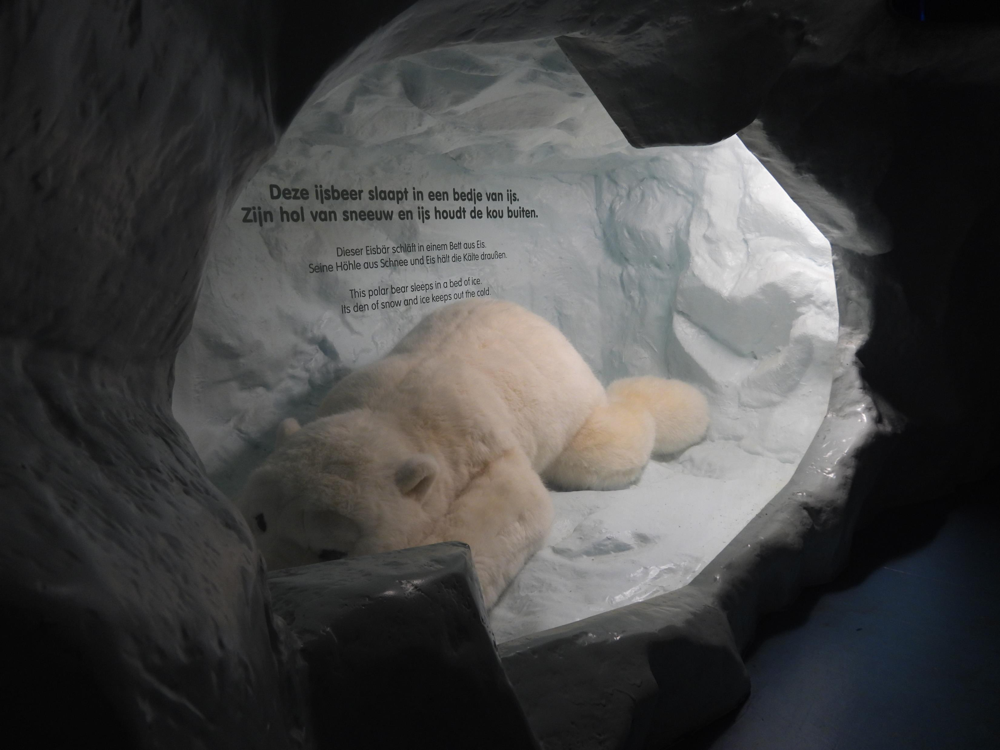 Deze ijsbeer slaapt in een bedje van ijs.
Zijn hol van sneeuw en ijs houdt de kou buiten.
Dieser Eisbär schläft in einem Bett aus Eis.
Seine Höhle aus Schnee und Eis hält die Kälte draußen.
This polar bear sleeps in a bed of ice.
Its den of snow and ice keeps out the cold.